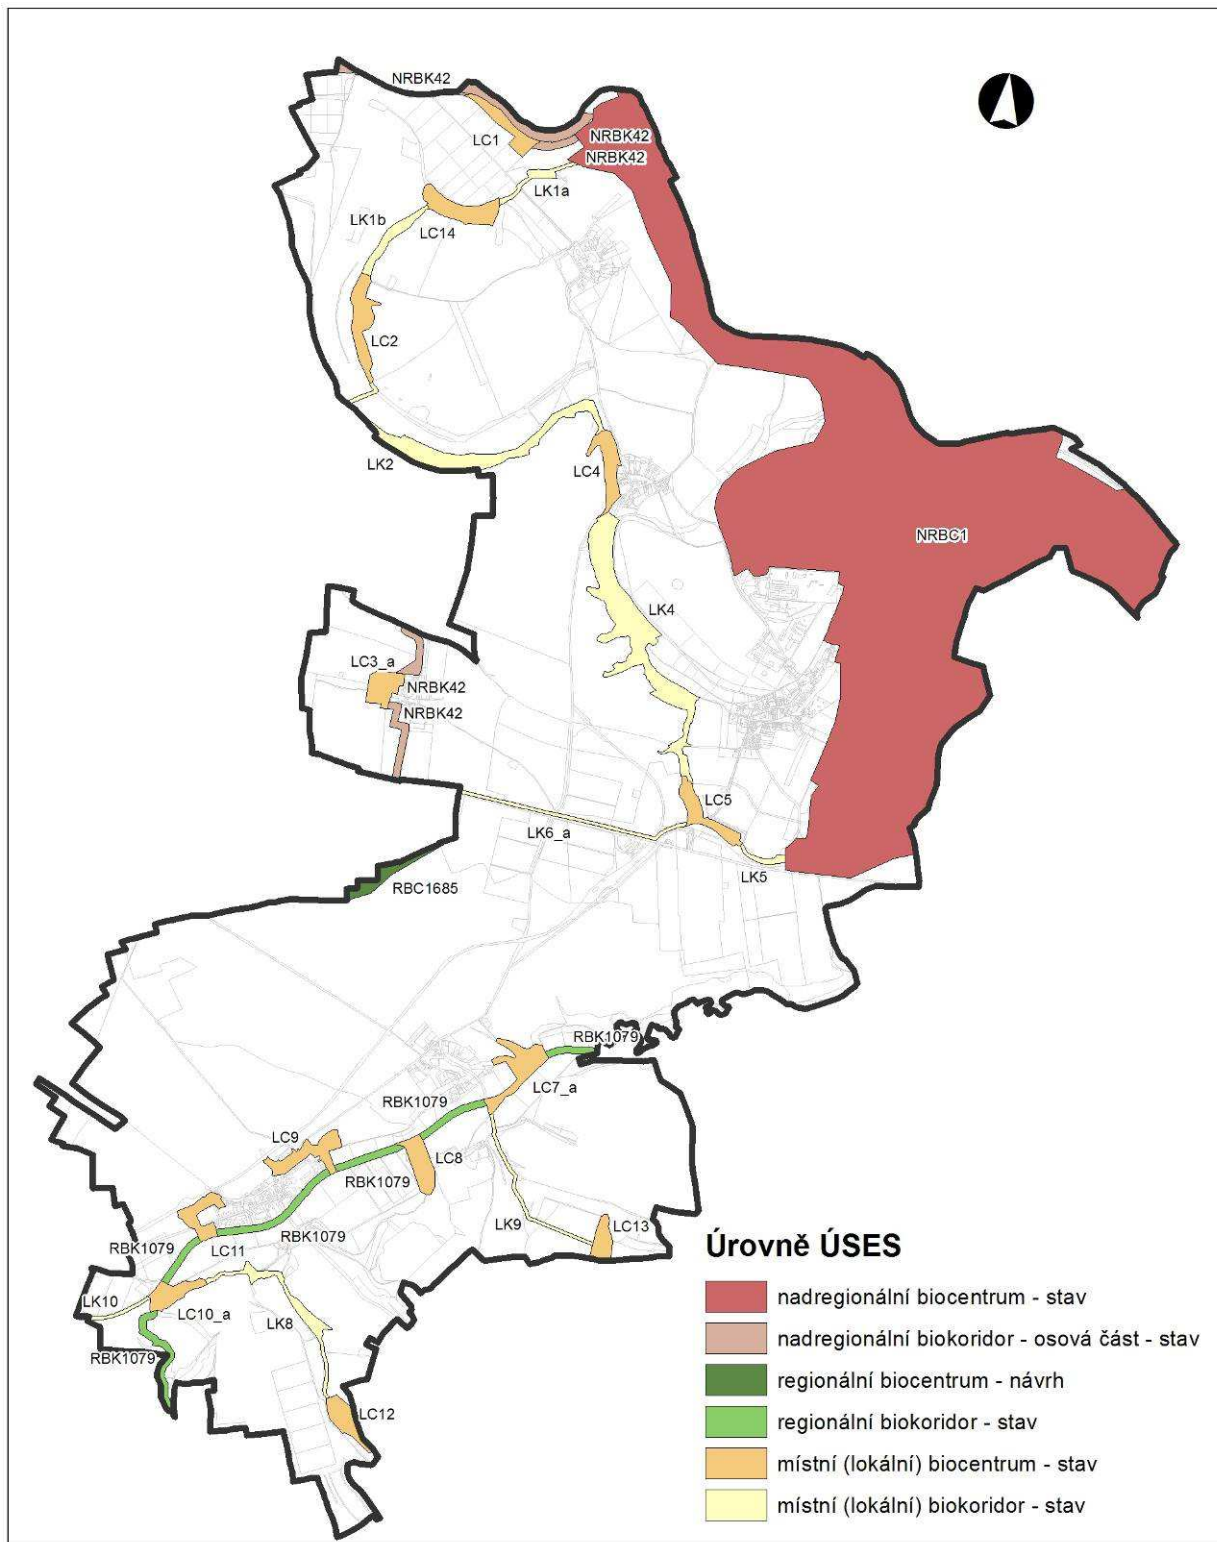 NRBK42
LC1
NRBK42
NRBK42
LK1a
LK1b
LC14
LC2
LK2
LC4
NRBC1
LK4
LC3_a
NRBK42
NRBK42
LC5
LK6_a
LK5
RBC1685
RBK1079
LC7_a
RBK1079
LC9
LC8
RBK1079
LK9
LC13
RBK1079
RBK1079
LC11
LK10
LC10_a
LK8
RBK1079
LC12
Úrovně ÚSES
nadregionální biocentrum - stav
nadregionální biokoridor - osová část - stav
regionální biocentrum - návrh
regionální biokoridor - stav
místní (lokální) biocentrum - stav
místní (lokální) biokoridor - stav